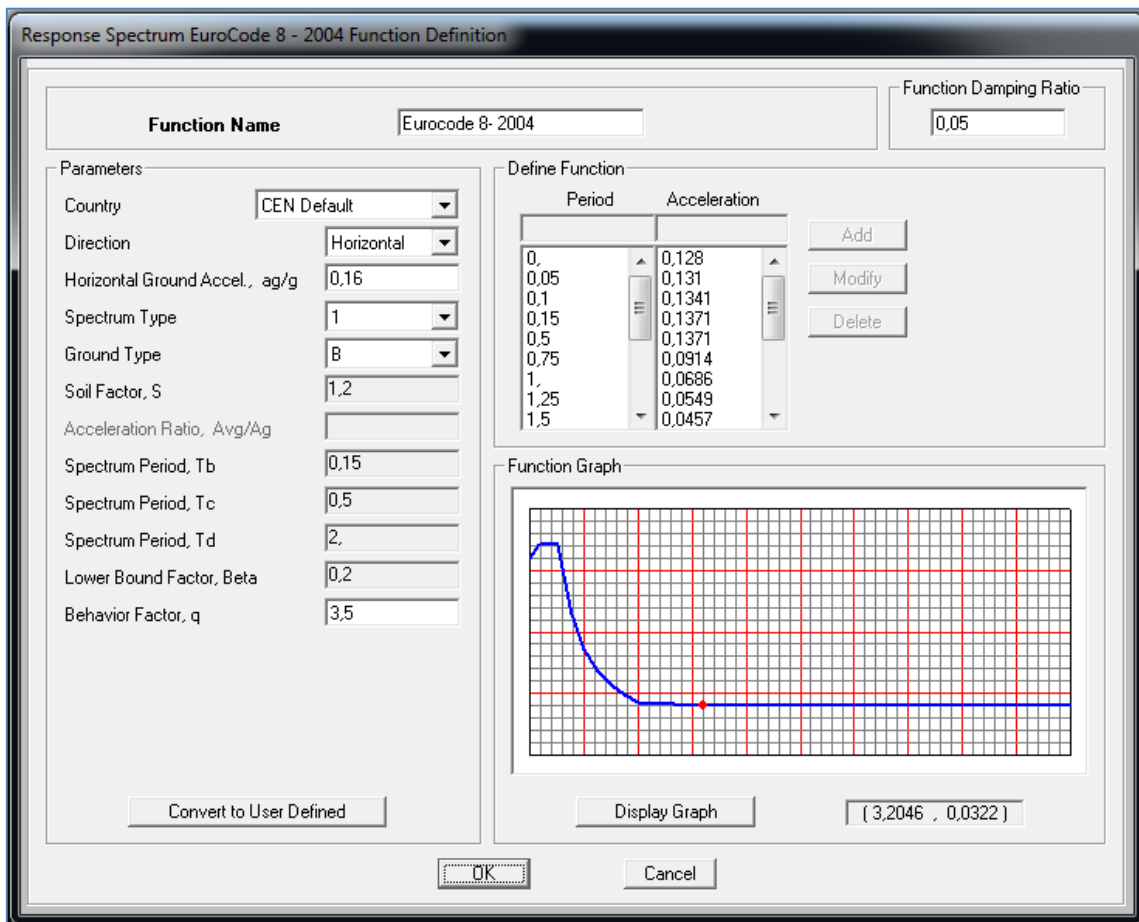 Response Spectrum EuroCode 8 - 2004 Function Definition
Function Damping Ratio
Function Name Eurocode 8- 2004 0,05
Parameters
Country CEN Default
Direction Horizontal
Horizontal Ground Accel., ag/g 0,16
Spectrum Type 1
Ground Type B
Soil Factor, S 1,2
Acceleration Ratio, Avg/Ag
Spectrum Period, Tb 0,15
Spectrum Period, Tc 0,5
Spectrum Period, Td 2,
Lower Bound Factor, Beta 0,2
Behavior Factor, q 3,5
Convert to User Defined
Define Function
Period Acceleration
0, 0,128
0,05 0,131
0,1 0,1341
0,15 0,1371
0,5 0,1371
0,75 0,0914
1, 0,0686
1,25 0,0549
1,5 0,0457
Add
Modify
Delete
Function Graph
Display Graph (3,2046 , 0,0322)
OK Cancel